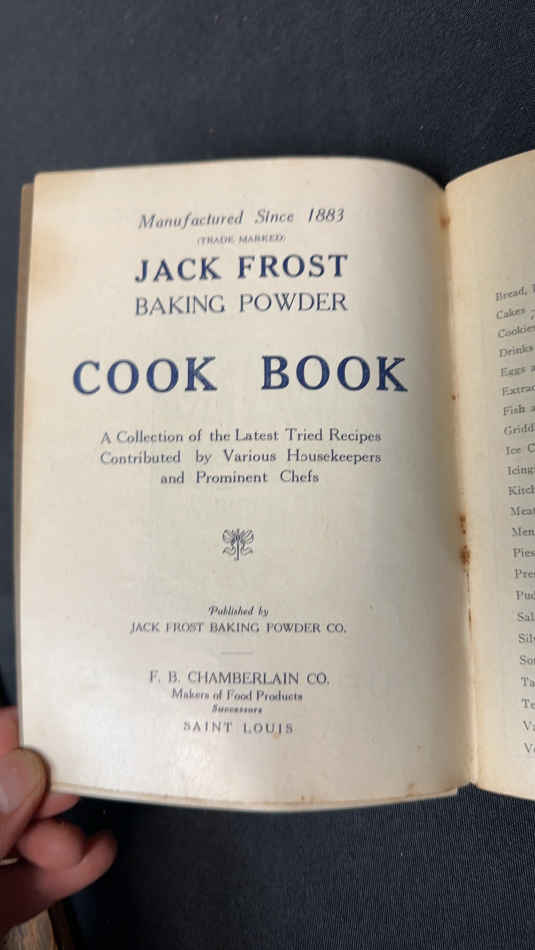 Manufactured Since 1883
(TRADE MARKED)
JACK FROST
BAKING POWDER
COOK BOOK
A Collection of the Latest Tried Recipes
Contributed by Various Housekeepers
and Prominent Chefs
Published by
JACK FROST BAKING POWDER CO.
F. B. CHAMBERLAIN CO.
Makers of Food Products
Successors
SAINT LOUIS
Bread,
Cakes
Cookies
Drinks
Eggs
Fish
Ice
Pies